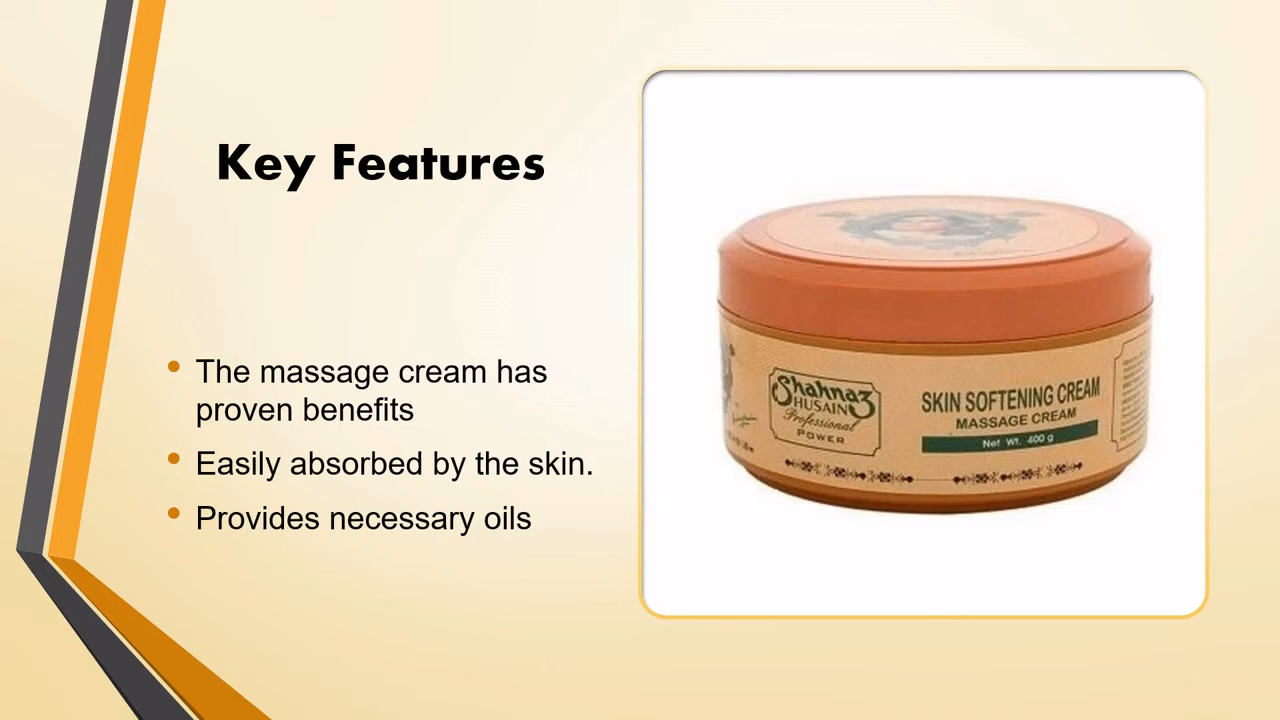 Key Features
• The massage cream has
proven benefits
• Easily absorbed by the skin.
• Provides necessary oils
Shahnaz
HUSAIN
Professional
POWER
SKIN SOFTENING CREAM
MASSAGE CREAM
Net Wt. 400 g